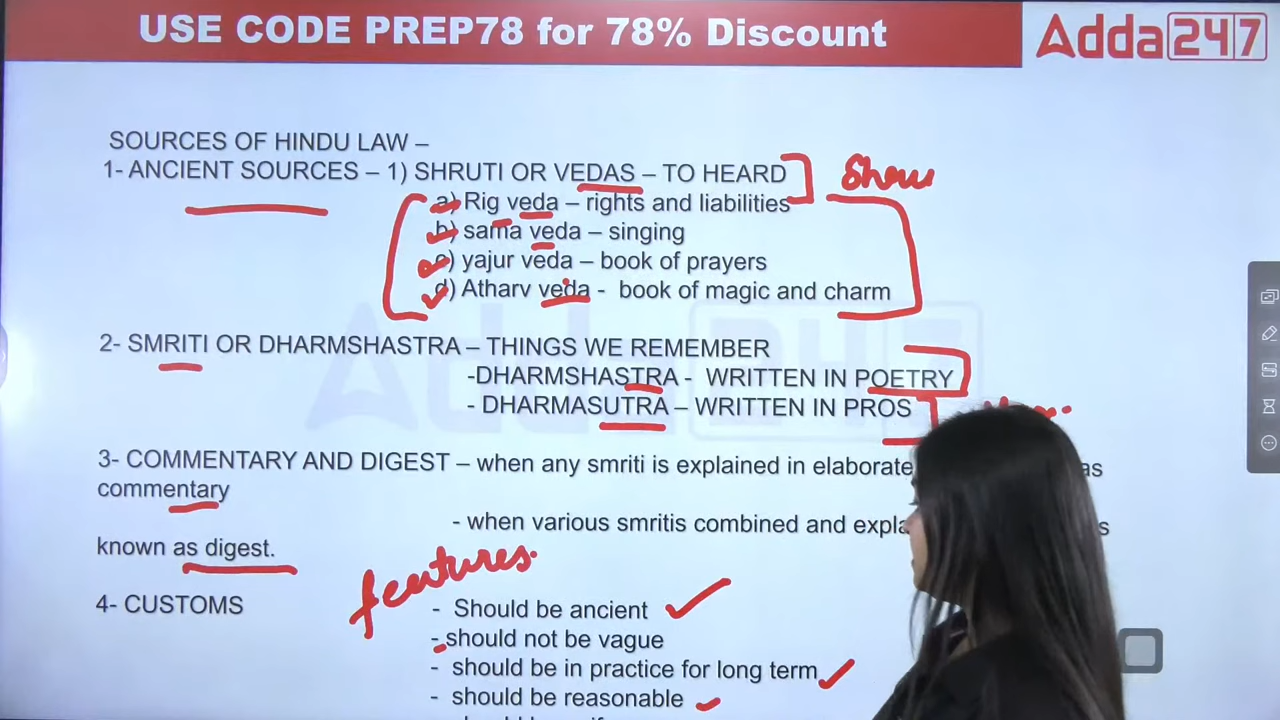 USE CODE PREP78 for 78% Discount
Adda247
SOURCES OF HINDU LAW –
1- ANCIENT SOURCES – 1) SHRUTI OR VEDAS – TO HEARD
a) Rig veda – rights and liabilities
b) sama veda – singing
c) yajur veda – book of prayers
d) Atharv veda - book of magic and charm
2- SMRITI OR DHARMSHASTRA – THINGS WE REMEMBER
-DHARMSHASTRA - WRITTEN IN POETRY
- DHARMASUTRA – WRITTEN IN PROS
3- COMMENTARY AND DIGEST – when any smriti is explained in elaborate as
commentary
- when various smritis combined and
known as digest.
features
4- CUSTOMS
- Should be ancient
- should not be vague
- should be in practice for long term
- should be reasonable